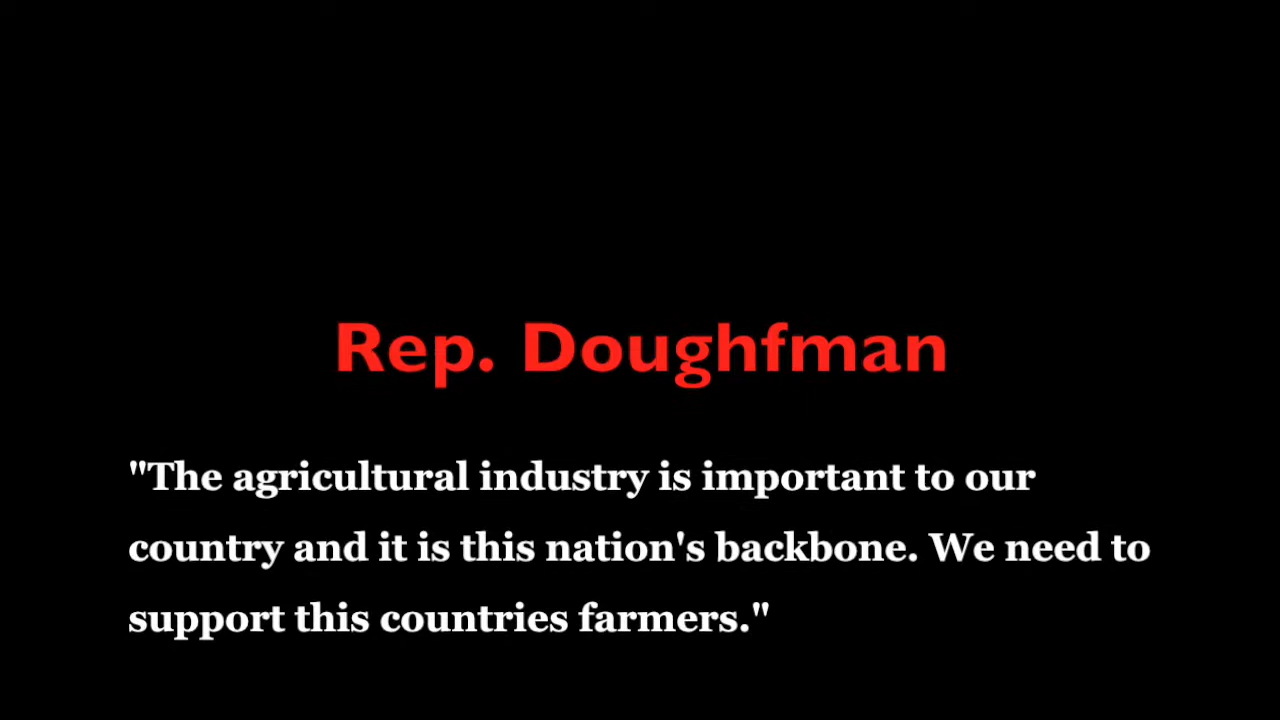 Rep. Doughfman
"The agricultural industry is important to our
country and it is this nation's backbone. We need to
support this countries farmers."